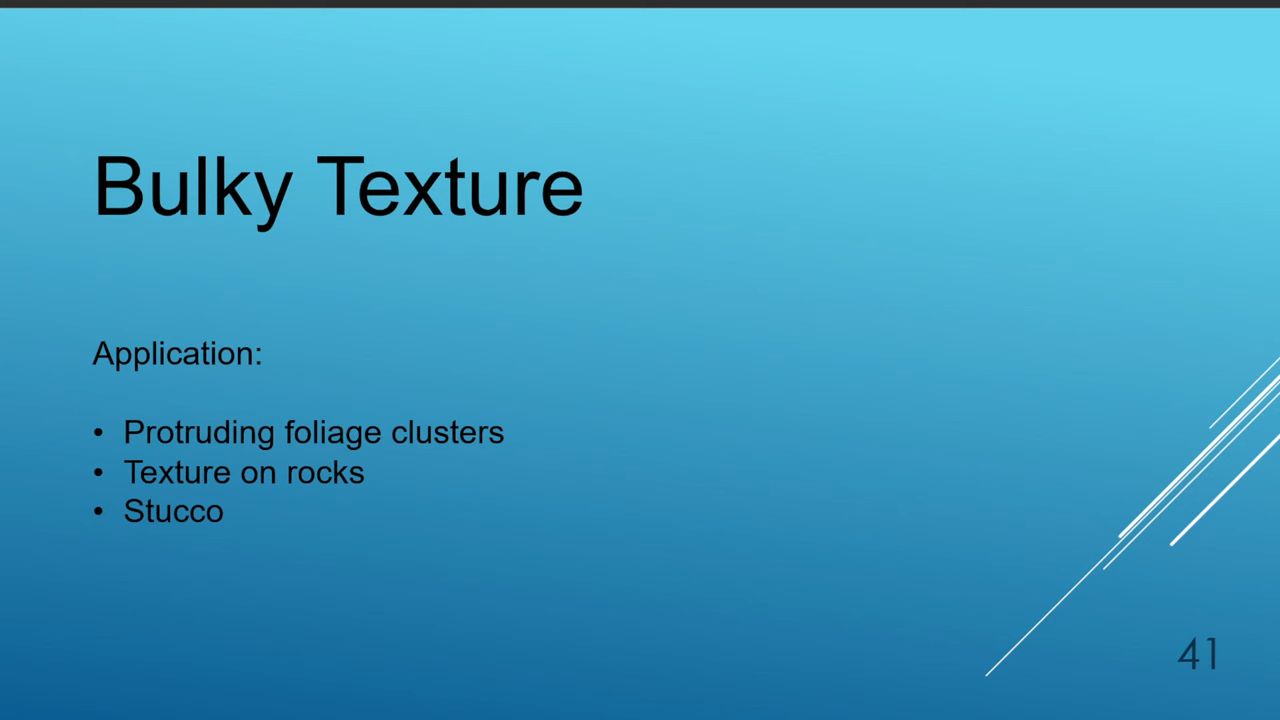 Bulky Texture
Application:
• Protruding foliage clusters
• Texture on rocks
• Stucco
41